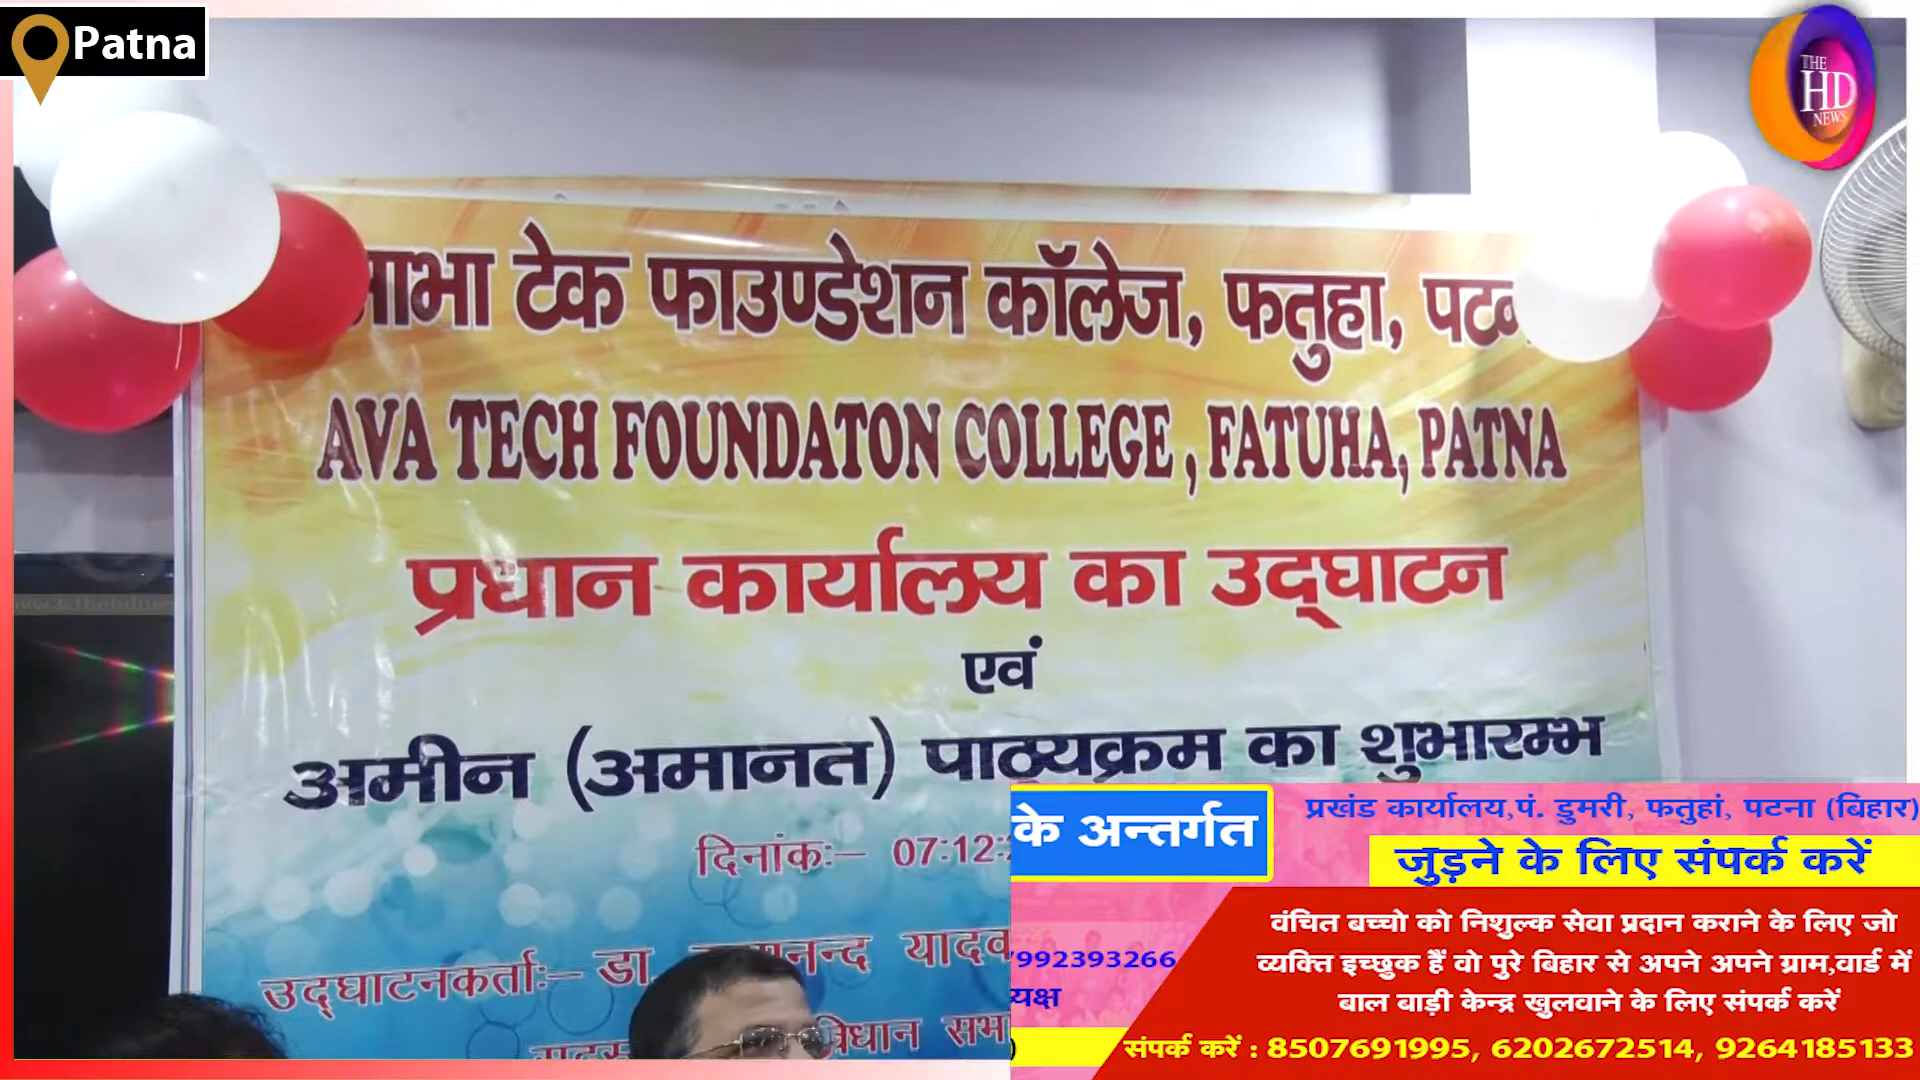 Patna
THE
HD
NEWS
टेक फाउण्डेशन कॉलेज, फतुहा,
AVA TECH FOUNDATON COLLEGE , FATUHA, PATNA
प्रधान कार्यालय का उद्घाटन
एवं
अमीन (अमानत) पाठ्यक्रम का शुभारम्भ
दिनांकः– 07:12:
उद्घाटनकर्ताः– डा यादव
विधान सभ
के अन्तर्गत
प्रखंड कार्यालय,पं. डुमरी, फतुहां, पटना (बिहार)
जुड़ने के लिए संपर्क करें
वंचित बच्चो को निशुल्क सेवा प्रदान कराने के लिए जो
व्यक्ति इच्छुक हैं वो पुरे बिहार से अपने अपने ग्राम,वार्ड में
बाल बाड़ी केन्द्र खुलवाने के लिए संपर्क करें
7992393266
संपर्क करें : 8507691995, 6202672514, 9264185133